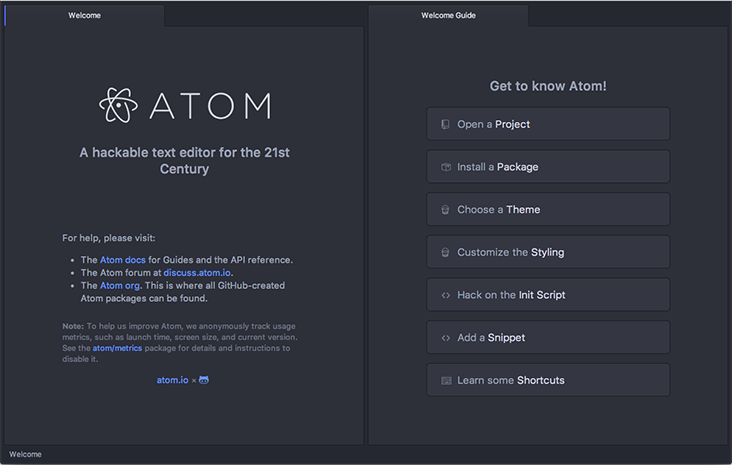 Welcome
Welcome Guide
ATOM
A hackable text editor for the 21st
Century
For help, please visit:
• The Atom docs for Guides and the API reference.
• The Atom forum at discuss.atom.io.
• The Atom org. This is where all GitHub-created
Atom packages can be found.
Note: To help us improve Atom, we anonymously track usage
metrics, such as launch time, screen size, and current version.
See the atom/metrics package for details and instructions to
disable it.
atom.io ×
Get to know Atom!
Open a Project
Install a Package
Choose a Theme
Customize the Styling
Hack on the Init Script
Add a Snippet
Learn some Shortcuts
Welcome